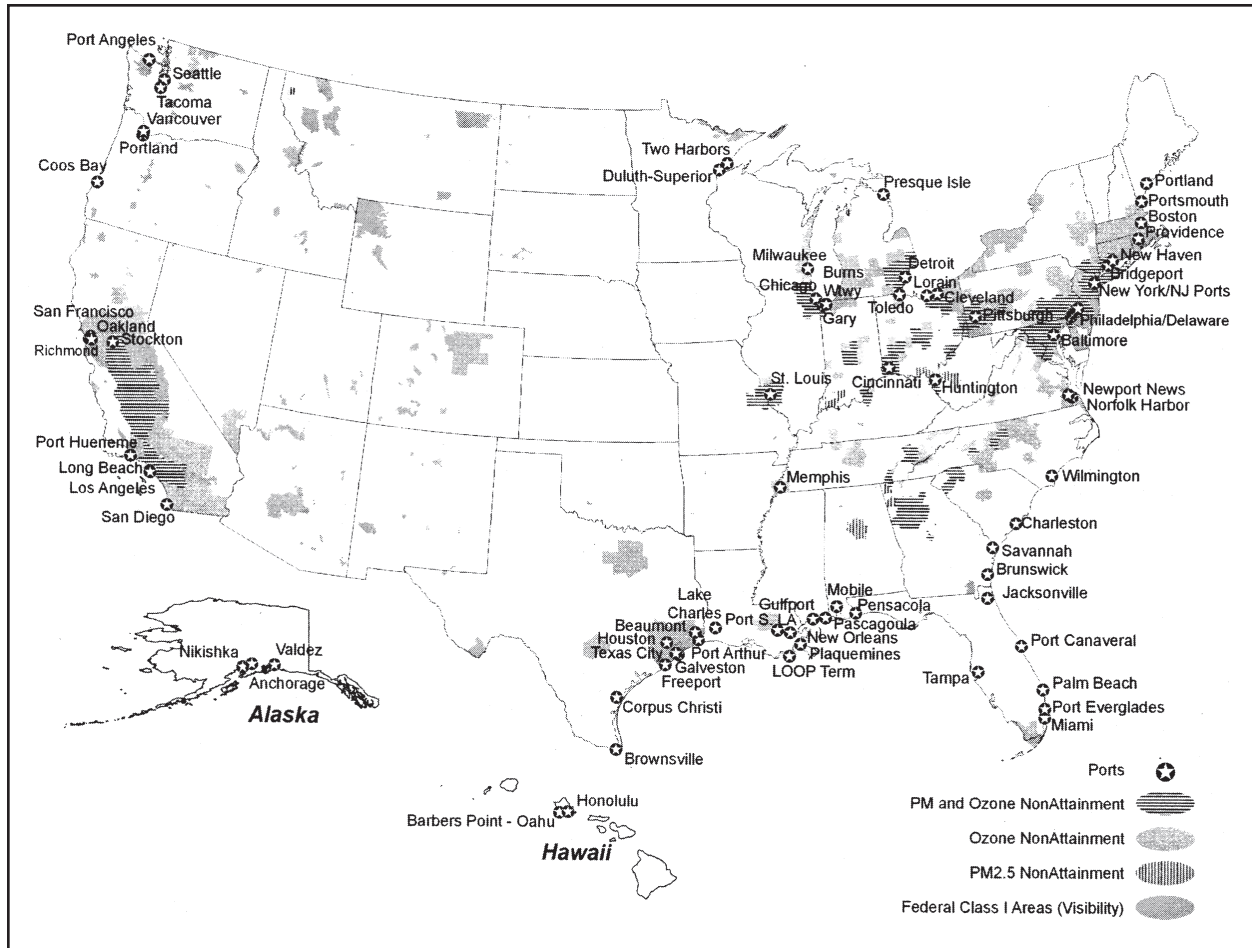 Port Angeles
Seattle
Tacoma
Vancouver
Portland
Coos Bay
Two Harbors
Duluth-Superior
Presque Isle
Portland
Portsmouth
Boston
Providence
New Haven
Bridgeport
New York/NJ Ports
Milwaukee
Burns
Wtwy
Chicago
Gary
Detroit
Lorain
Toledo
Cleveland
Pittsburgh
Philadelphia/Delaware
Baltimore
San Francisco
Oakland
Richmond
Stockton
St. Louis
Cincinnati
Huntington
Newport News
Norfolk Harbor
Port Hueneme
Long Beach
Los Angeles
San Diego
Memphis
Wilmington
Charleston
Savannah
Brunswick
Jacksonville
Lake
Charles
Beaumont
Houston
Texas City
Port Arthur
Galveston
Freeport
Port S. LA
Gulfport
Mobile
Pensacola
Pascagoula
New Orleans
Plaquemines
LOOP Term
Port Canaveral
Tampa
Palm Beach
Port Everglades
Miami
Corpus Christi
Brownsville
Nikishka
Valdez
Anchorage
Alaska
Honolulu
Barbers Point - Oahu
Hawaii
Ports
PM and Ozone NonAttainment
Ozone NonAttainment
PM2.5 NonAttainment
Federal Class I Areas (Visibility)